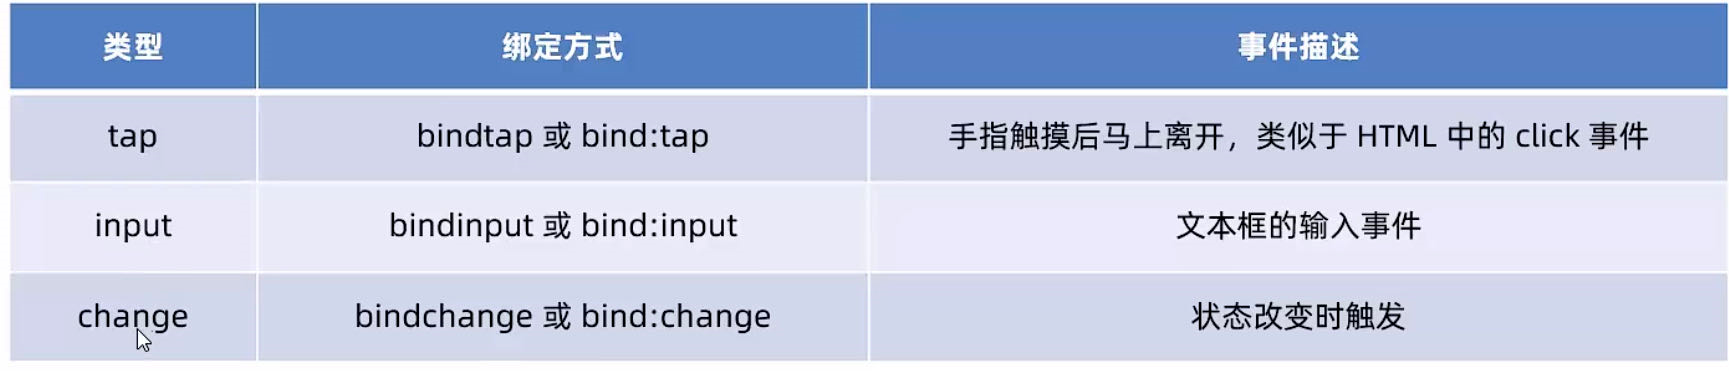 类型 绑定方式 事件描述
tap bindtap 或 bind:tap 手指触摸后马上离开，类似于 HTML 中的 click 事件
input bindinput 或 bind:input 文本框的输入事件
change bindchange 或 bind:change 状态改变时触发